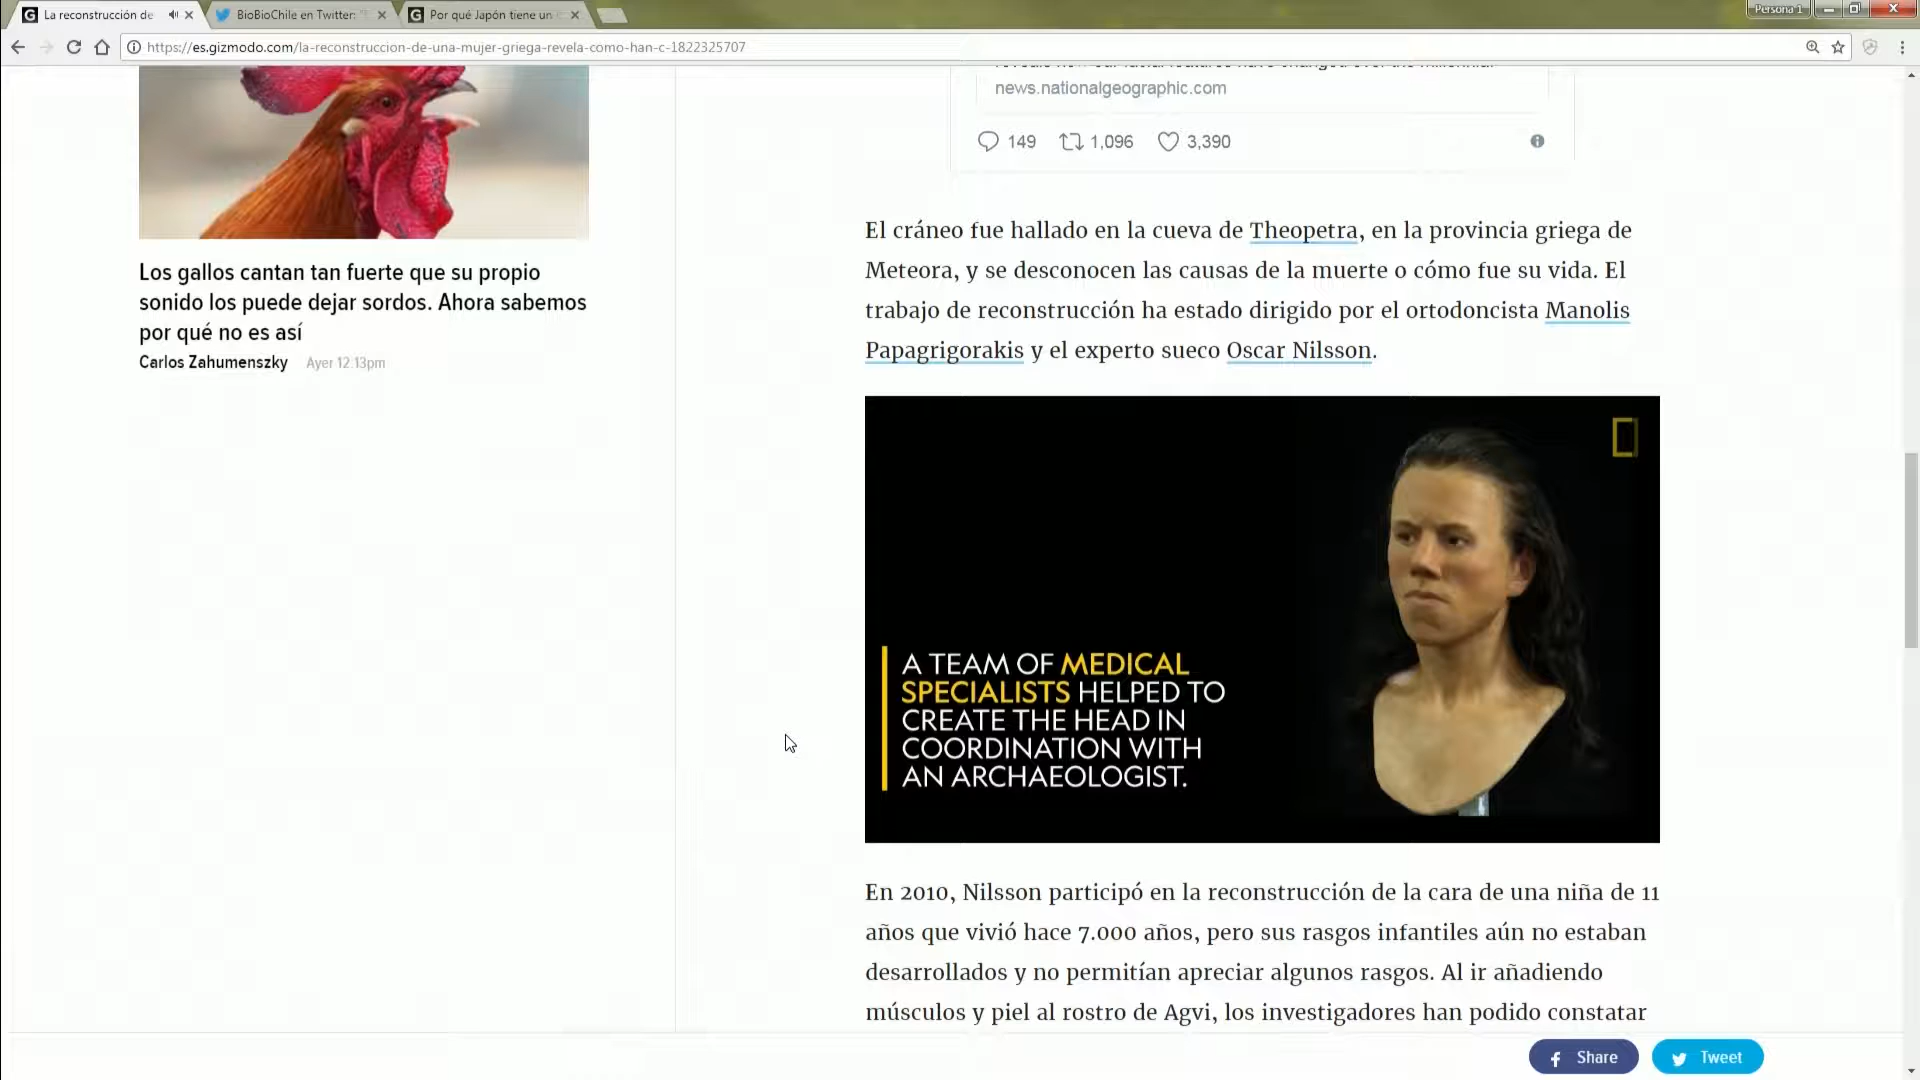 La reconstrucción de
BioBioChile en Twitter:
Por qué Japón tiene un
Persona 1
https://es.gizmodo.com/la-reconstruccion-de-una-mujer-griega-revela-como-han-c-1822325707
news.nationalgeographic.com
149 1,096 3,390
Los gallos cantan tan fuerte que su propio
sonido los puede dejar sordos. Ahora sabemos
por qué no es así
Carlos Zahumenszky Ayer 12:13pm
El cráneo fue hallado en la cueva de Theopetra, en la provincia griega de
Meteora, y se desconocen las causas de la muerte o cómo fue su vida. El
trabajo de reconstrucción ha estado dirigido por el ortodoncista Manolis
Papagrigorakis y el experto sueco Oscar Nilsson.
A TEAM OF MEDICAL
SPECIALISTS HELPED TO
CREATE THE HEAD IN
COORDINATION WITH
AN ARCHAEOLOGIST.
En 2010, Nilsson participó en la reconstrucción de la cara de una niña de 11
años que vivió hace 7.000 años, pero sus rasgos infantiles aún no estaban
desarrollados y no permitían apreciar algunos rasgos. Al ir añadiendo
músculos y piel al rostro de Agvi, los investigadores han podido constatar
Share
Tweet